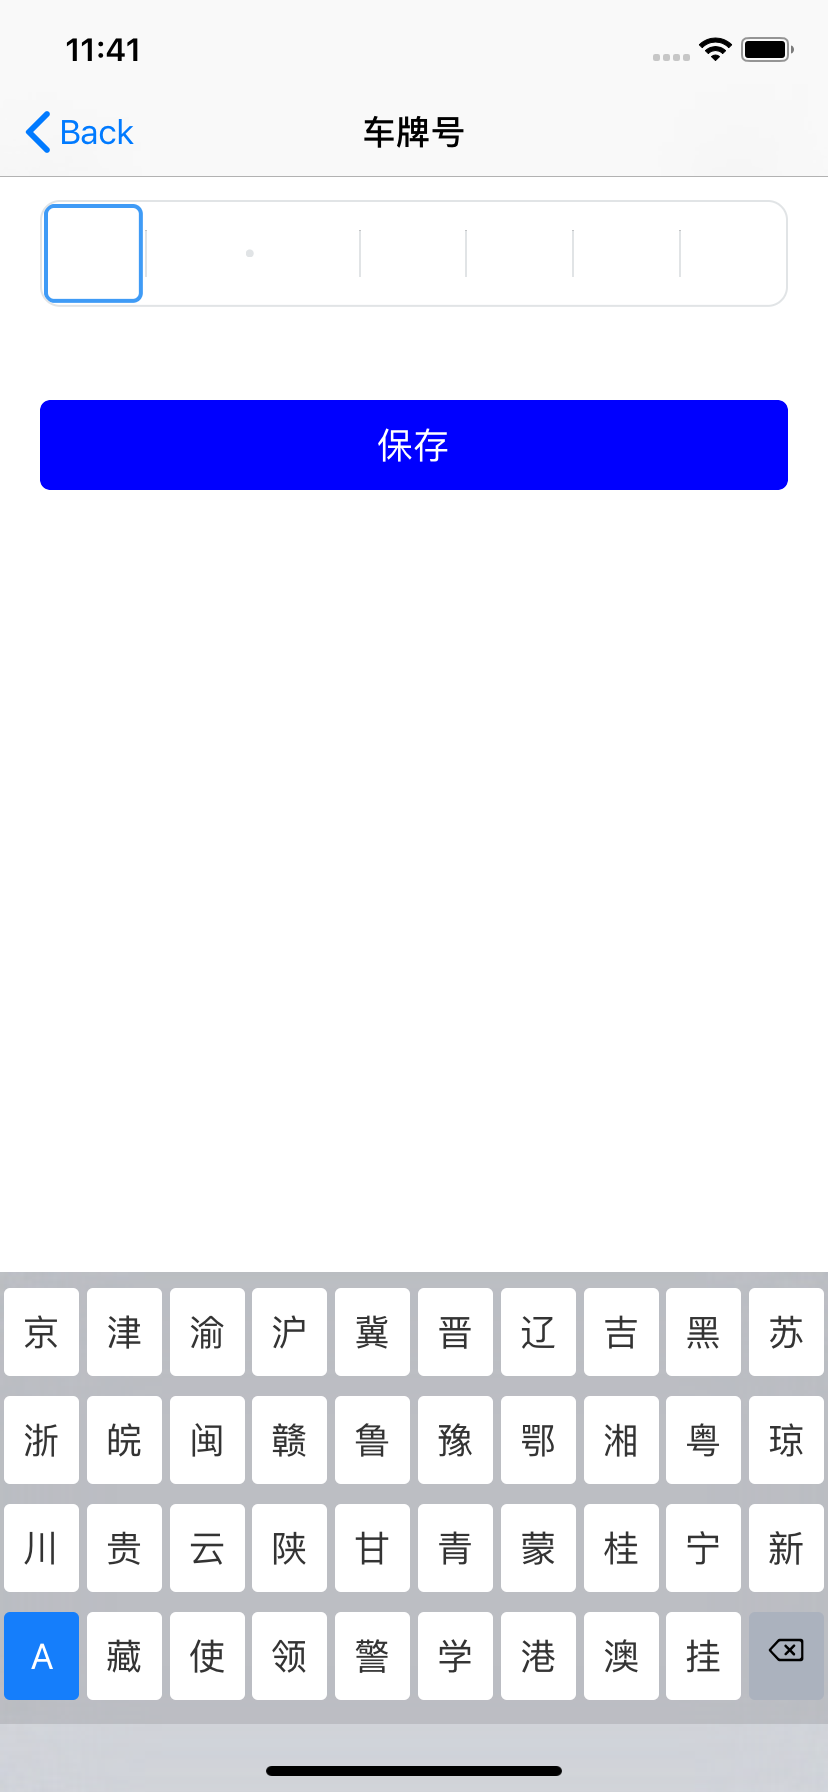 11:41
Back 车牌号
保存
京 津 渝 沪 冀 晋 辽 吉 黑 苏
浙 皖 闽 赣 鲁 豫 鄂 湘 粤 琼
川 贵 云 陕 甘 青 蒙 桂 宁 新
A 藏 使 领 警 学 港 澳 挂